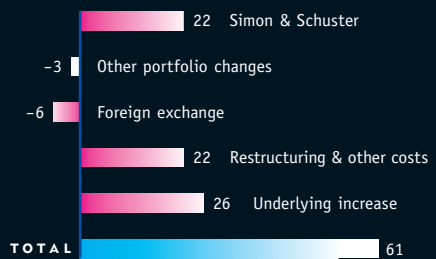 22 Simon & Schuster
–3 Other portfolio changes
–6 Foreign exchange
22 Restructuring & other costs
26 Underlying increase
TOTAL 61